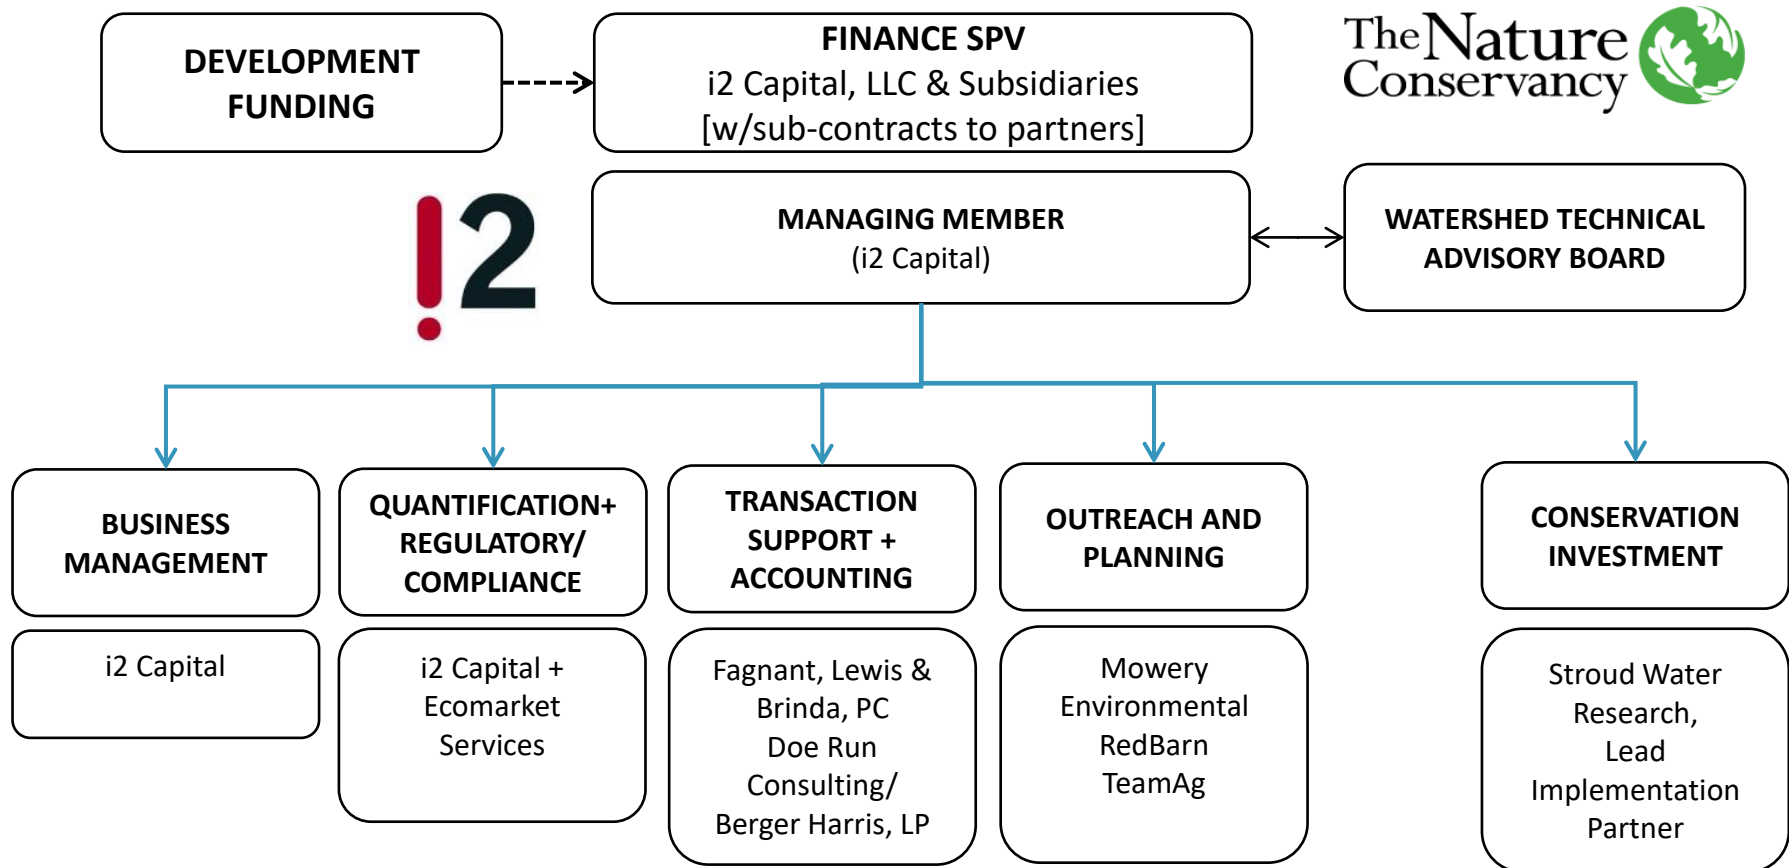 DEVELOPMENT
FUNDING
FINANCE SPV
i2 Capital, LLC & Subsidiaries
[w/sub-contracts to partners]
The Nature
Conservancy
i2
MANAGING MEMBER
(i2 Capital)
WATERSHED TECHNICAL
ADVISORY BOARD
BUSINESS
MANAGEMENT
QUANTIFICATION+
REGULATORY/
COMPLIANCE
TRANSACTION
SUPPORT +
ACCOUNTING
OUTREACH AND
PLANNING
CONSERVATION
INVESTMENT
i2 Capital
i2 Capital +
Ecomarket
Services
Fagnant, Lewis &
Brinda, PC
Doe Run
Consulting/
Berger Harris, LP
Mowery
Environmental
RedBarn
TeamAg
Stroud Water
Research,
Lead
Implementation
Partner